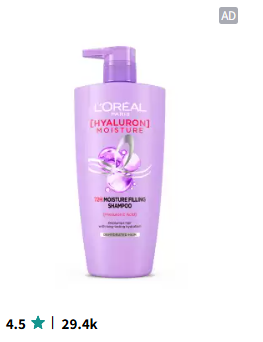 AD
L'ORÉAL
PARIS
[HYALURON]
MOISTURE
72H MOISTURE FILLING
SHAMPOO
4.5 ★ | 29.4k